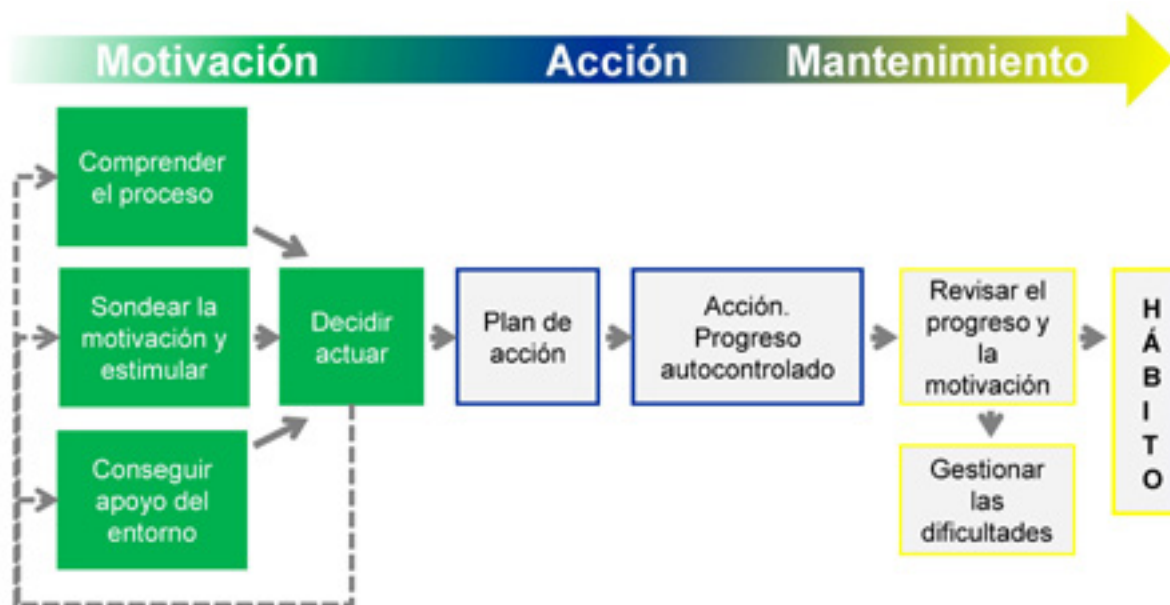 Motivación Acción Mantenimiento
Comprender
el proceso
Sondear la
motivación y
estimular
Conseguir
apoyo del
entorno
Decidir
actuar
Plan de
acción
Acción.
Progreso
autocontrolado
Revisar el
progreso y
la
motivación
Gestionar
las
dificultades
H
Á
B
I
T
O